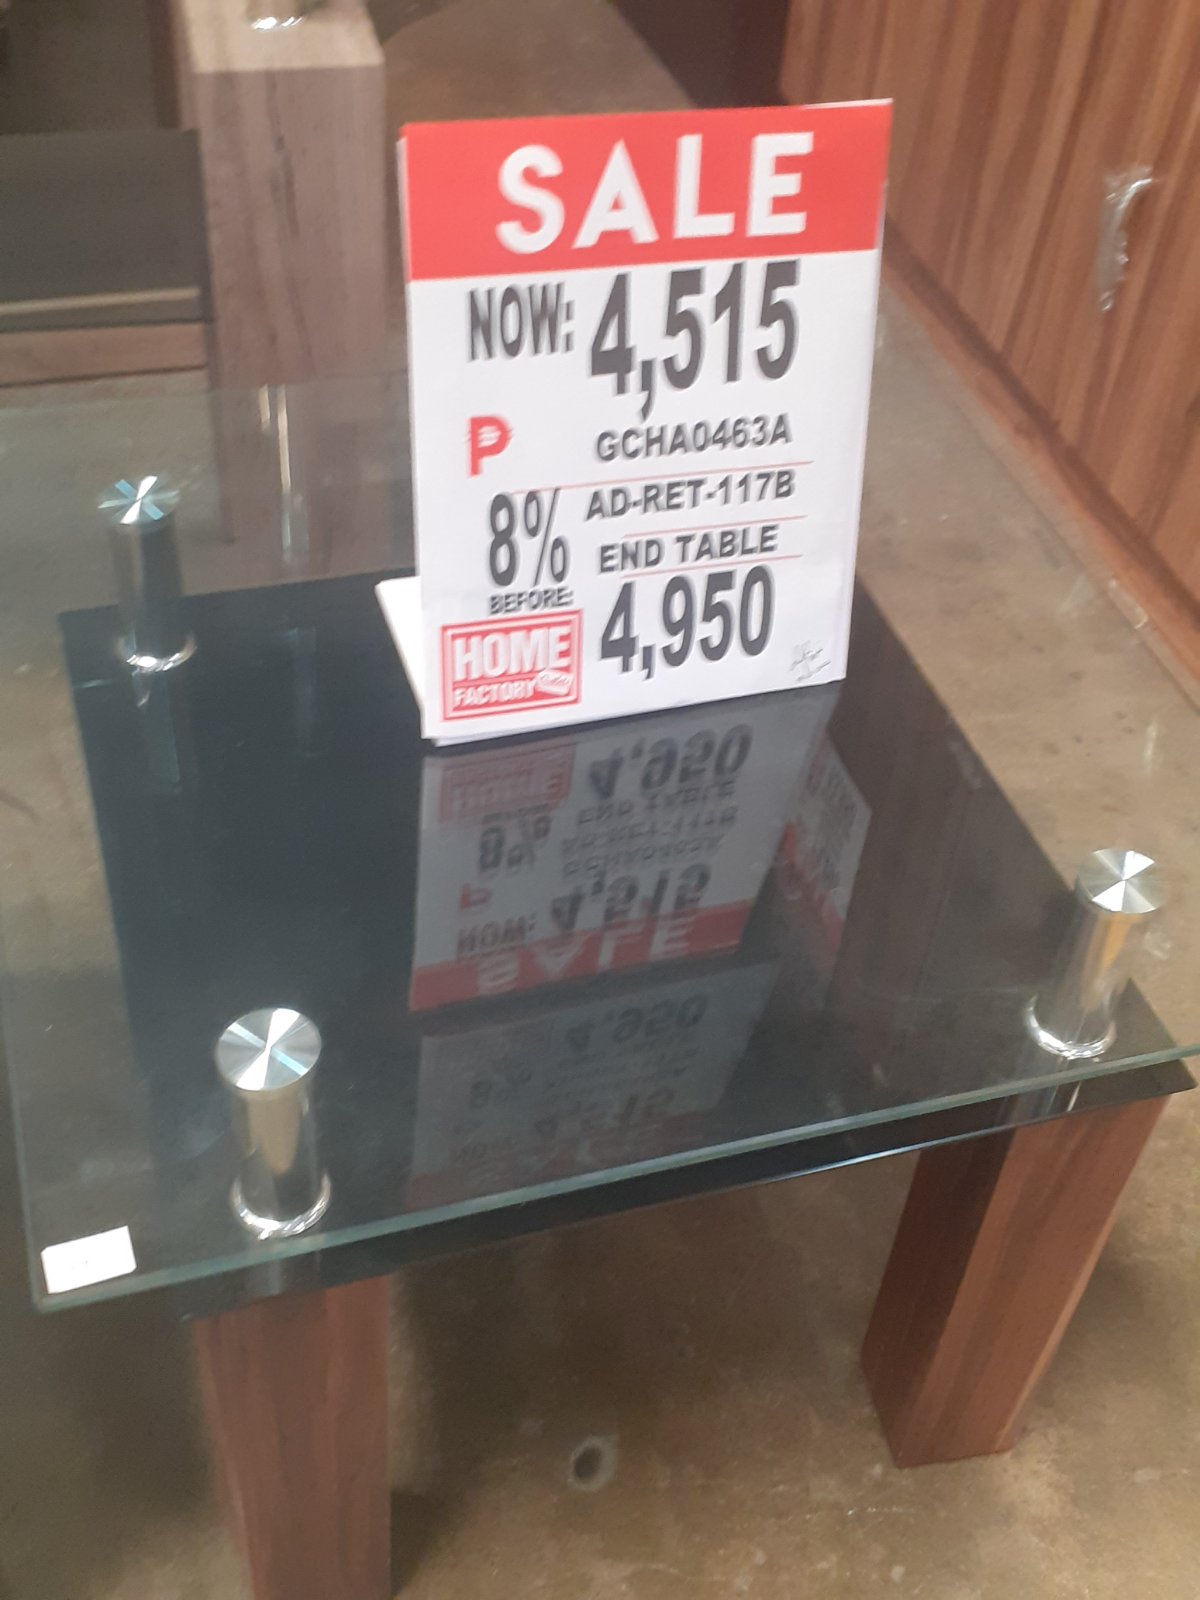 SALE
NOW: 4,515
₱
GCHA0463A
8%
AD-RET-117B
END TABLE
BEFORE: 4,950
HOME
FACTORY